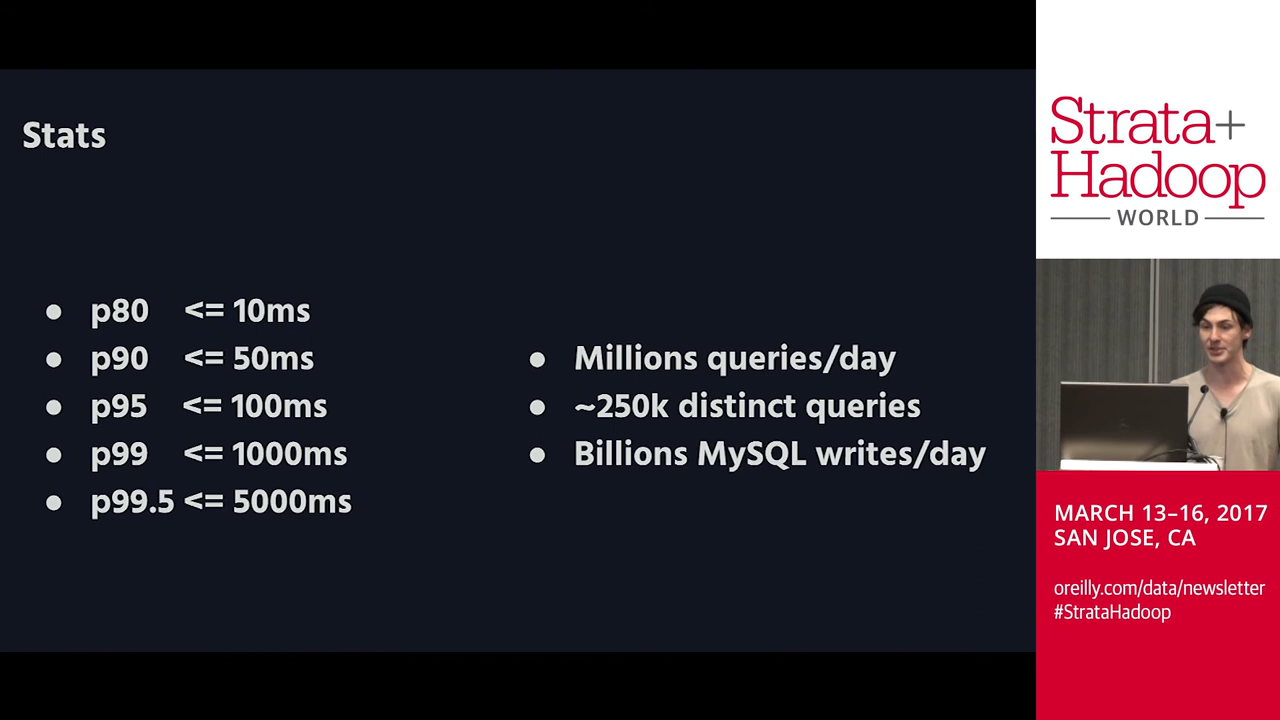 Stats
● p80 <= 10ms
● p90 <= 50ms
● p95 <= 100ms
● p99 <= 1000ms
● p99.5 <= 5000ms
● Millions queries/day
● ~250k distinct queries
● Billions MySQL writes/day
Strata+
Hadoop
WORLD
MARCH 13–16, 2017
SAN JOSE, CA
oreilly.com/data/newsletter
#StrataHadoop